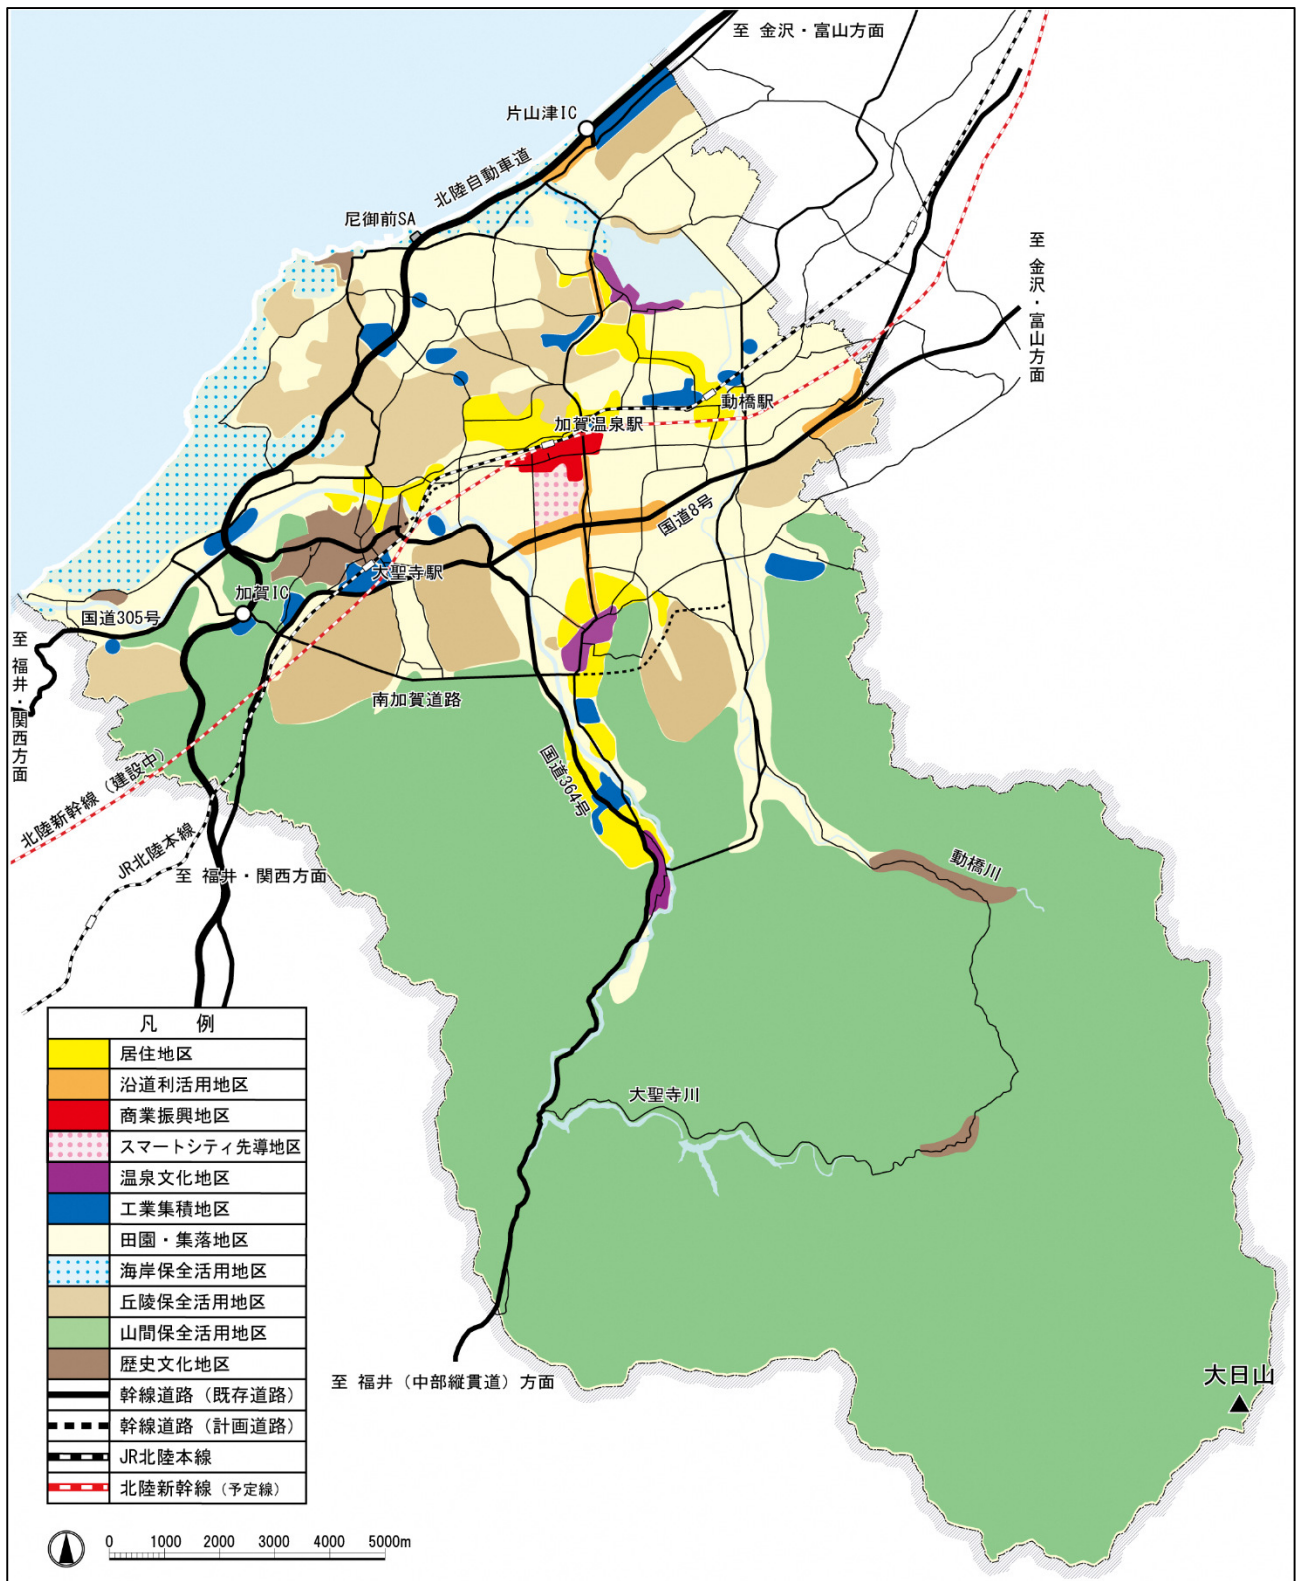 至 金沢・富山方面
片山津IC
北陸自動車道
尼御前SA
至 金沢・富山方面
動橋駅
加賀温泉駅
国道8号
大聖寺駅
加賀IC
国道305号
至 福井・関西方面
南加賀道路
国道364号
北陸新幹線（建設中）
JR北陸本線
至 福井・関西方面
動橋川
大聖寺川
至 福井（中部縦貫道）方面
大日山
凡 例
居住地区
沿道利活用地区
商業振興地区
スマートシティ先導地区
温泉文化地区
工業集積地区
田園・集落地区
海岸保全活用地区
丘陵保全活用地区
山間保全活用地区
歴史文化地区
幹線道路（既存道路）
幹線道路（計画道路）
JR北陸本線
北陸新幹線（予定線）
0 1000 2000 3000 4000 5000m